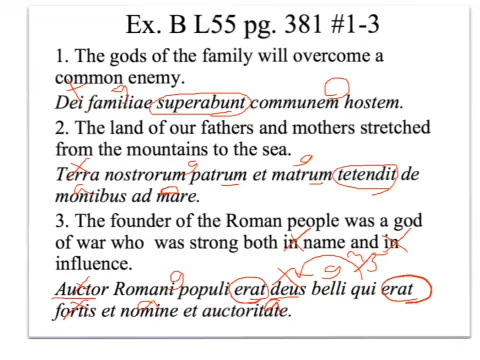 Ex. B L55 pg. 381 #1-3
1. The gods of the family will overcome a
common enemy.
Dei familiae superabunt communem hostem.
2. The land of our fathers and mothers stretched
from the mountains to the sea.
Terra nostrorum patrum et matrum tetendit de
montibus ad mare.
3. The founder of the Roman people was a god
of war who was strong both in name and in
influence.
Auctor Romani populi erat deus belli qui erat
fortis et nomine et auctoritate.